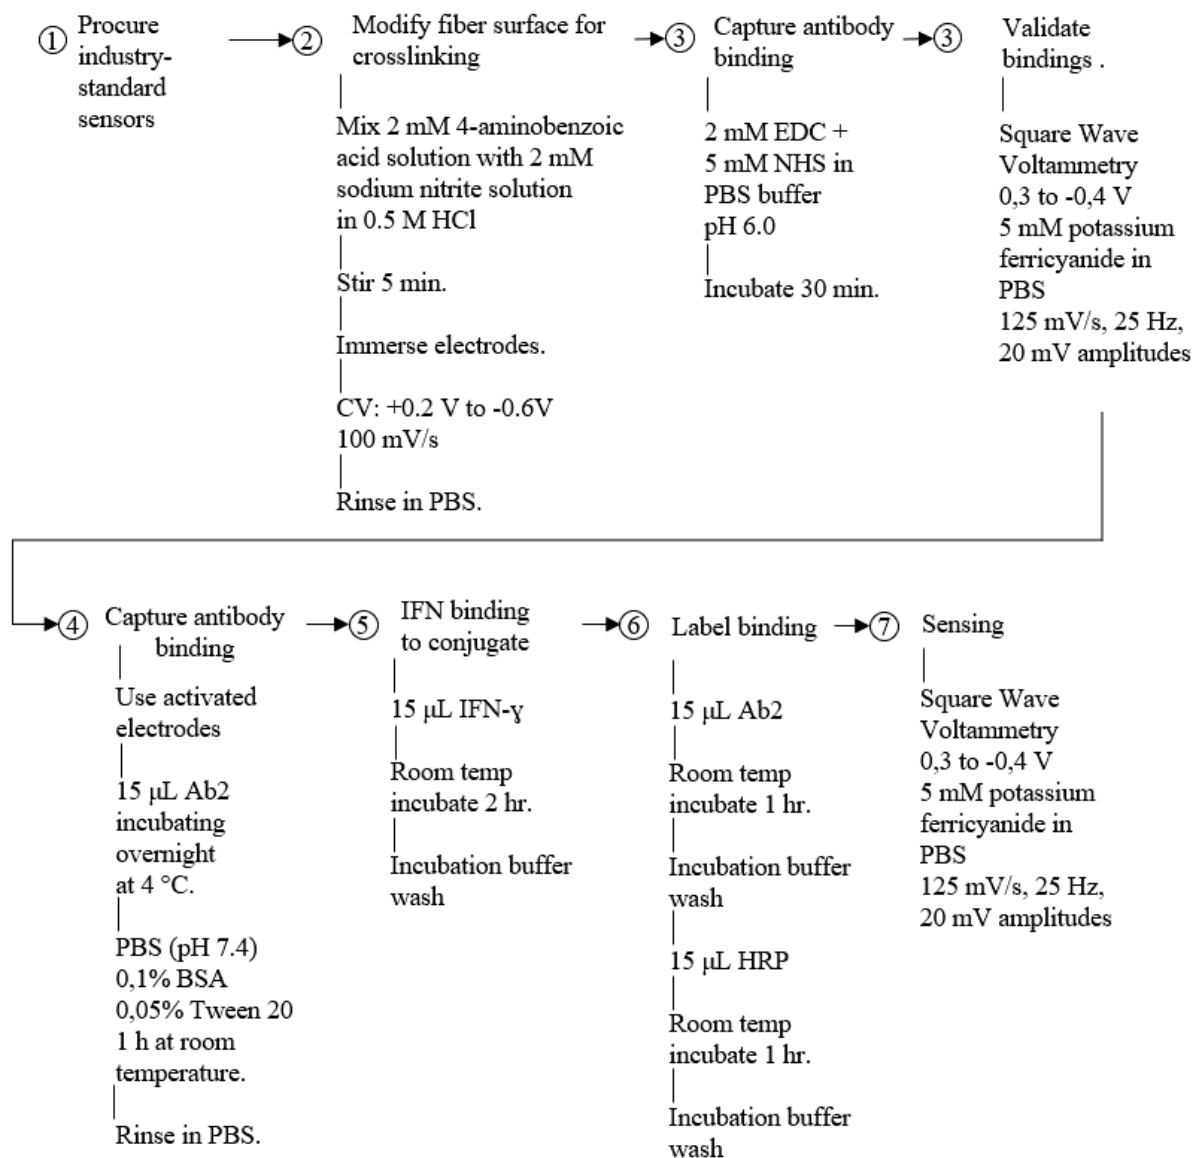 ①
Procure
industry-
standard
sensors
②
Modify fiber surface for
crosslinking
Mix 2 mM 4-aminobenzoic
acid solution with 2 mM
sodium nitrite solution
in 0.5 M HCl
Stir 5 min.
Immerse electrodes.
CV: +0.2 V to -0.6V
100 mV/s
Rinse in PBS.
③
Capture antibody
binding
2 mM EDC +
5 mM NHS in
PBS buffer
pH 6.0
Incubate 30 min.
③
Validate
bindings .
Square Wave
Voltammetry
0,3 to -0,4 V
5 mM potassium
ferricyanide in
PBS
125 mV/s, 25 Hz,
20 mV amplitudes
④
Capture antibody
binding
Use activated
electrodes
15 μL Ab2
incubating
overnight
at 4 °C.
PBS (pH 7.4)
0,1% BSA
0,05% Tween 20
1 h at room
temperature.
Rinse in PBS.
⑤
IFN binding
to conjugate
15 μL IFN-ɣ
Room temp
incubate 2 hr.
Incubation buffer
wash
⑥
Label binding
15 μL Ab2
Room temp
incubate 1 hr.
Incubation buffer
wash
15 μL HRP
Room temp
incubate 1 hr.
Incubation buffer
wash
⑦
Sensing
Square Wave
Voltammetry
0,3 to -0,4 V
5 mM potassium
ferricyanide in
PBS
125 mV/s, 25 Hz,
20 mV amplitudes